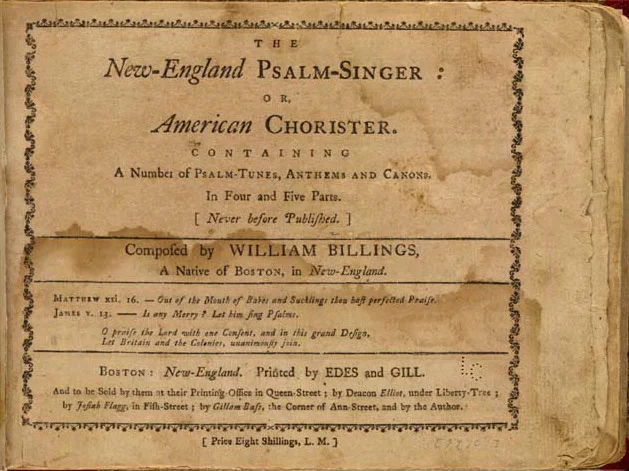 THE
New-England PSALM-SINGER:
OR,
American CHORISTER.
CONTAINING
A Number of PSALM-TUNES, ANTHEMS AND CANONS.
In Four and Five Parts.
[ Never before Publiſhed. ]
Compoſed by WILLIAM BILLINGS,
A Native of BOSTON, in New-England.
MATTHEW xxi. 16. — Out of the Mouth of Babes and Sucklings thou haſt perfected Praiſe.
JAMES v. 13. —— Is any Merry? Let him ſing Pſalms.
O praiſe the Lord with one Conſent, and in this grand Deſign,
Let Britain and the Colonies, unanimouſly join.
BOSTON: New-England. Printed by EDES and GILL.
And to be Sold by them at their Printing-Office in Queen-Street; by Deacon Elliot, under Liberty-Tree;
by Joſiah Flagg, in Fiſh-Street; by Gillam Baſs, the Corner of Ann-Street, and by the Author.
[ Price Eight Shillings, L. M. ]